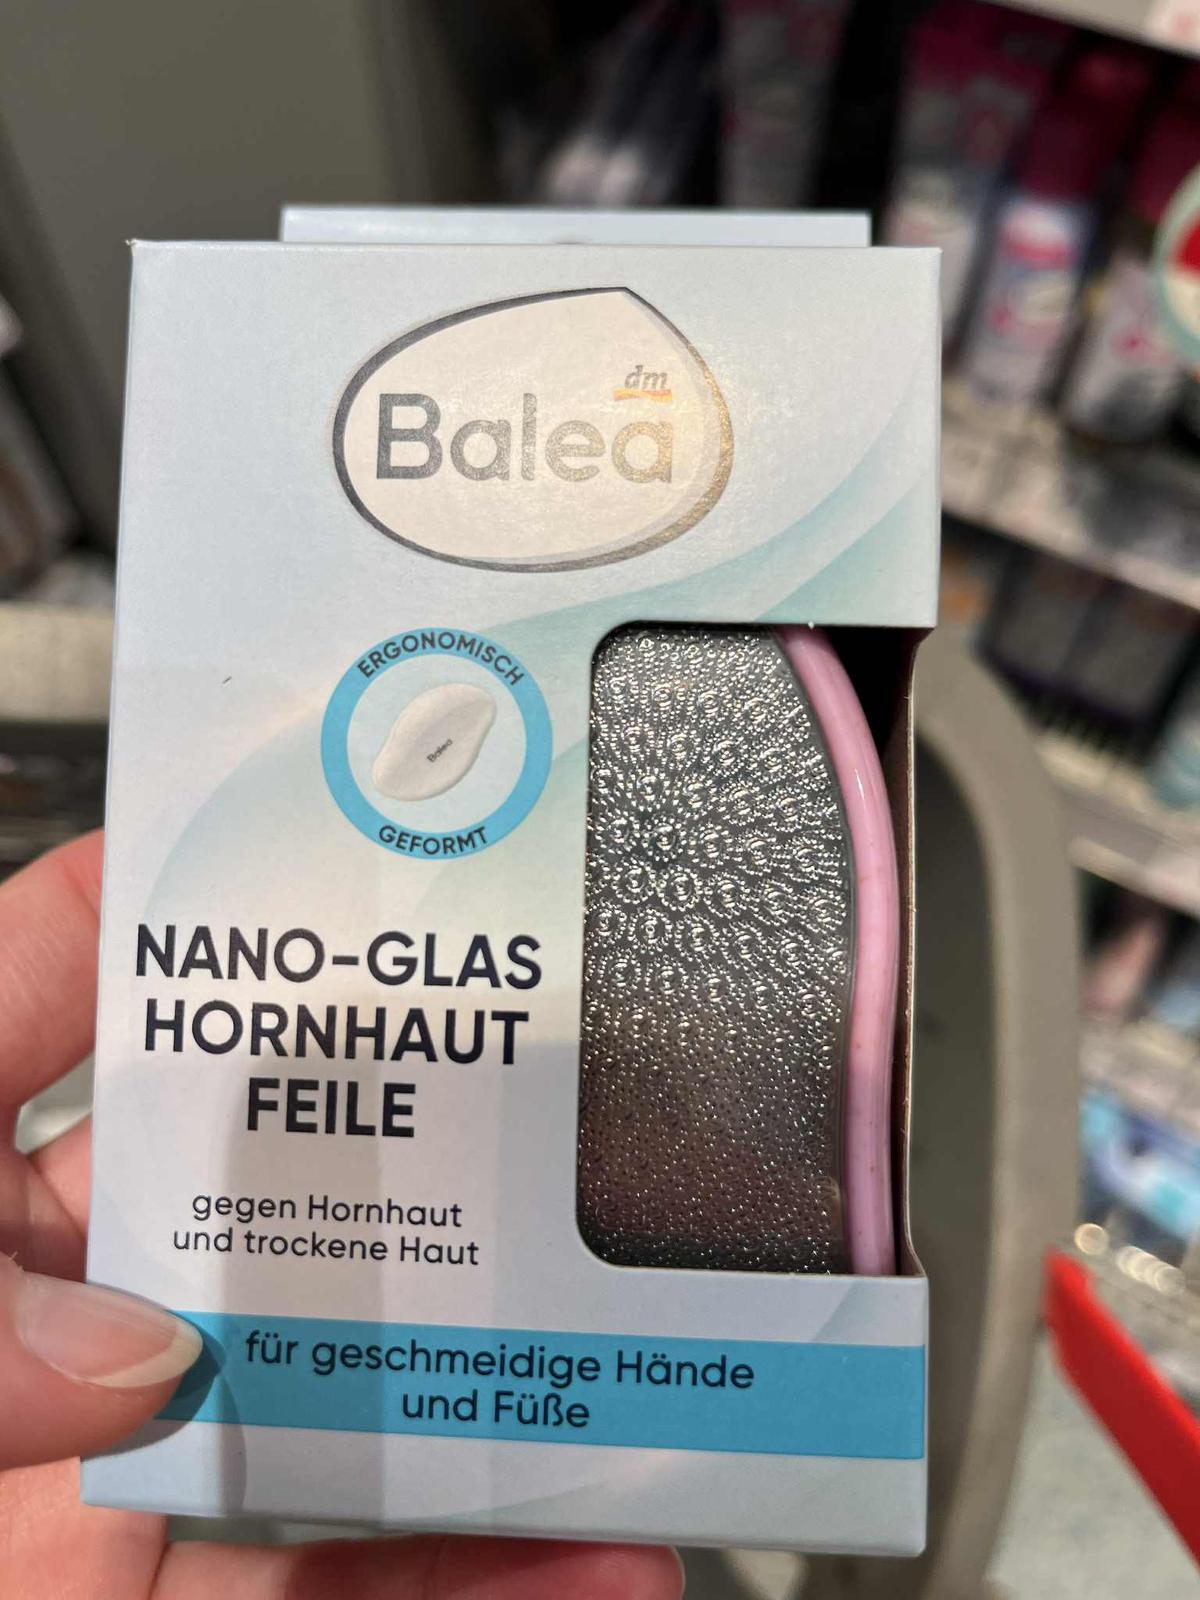 dm
Balea
ERGONOMISCH
Balea
GEFORMT
NANO-GLAS
HORNHAUT
FEILE
gegen Hornhaut
und trockene Haut
für geschmeidige Hände
und Füße